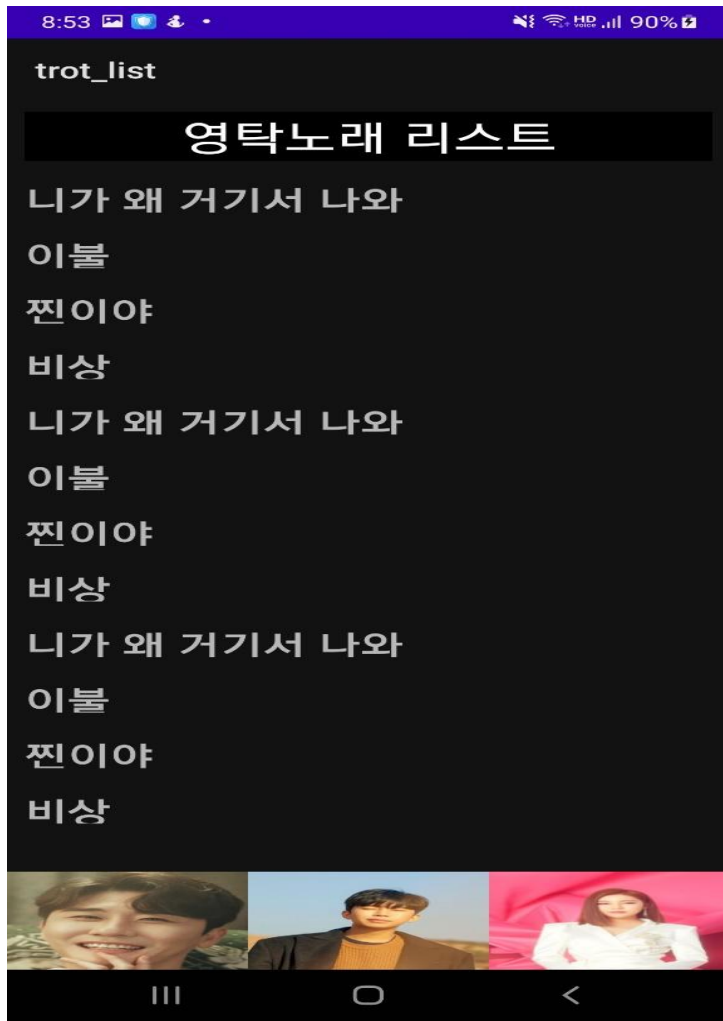 8:53 HD voice 90%
trot_list
영탁노래 리스트
니가 왜 거기서 나와
이불
찐이야
비상
니가 왜 거기서 나와
이불
찐이야
비상
니가 왜 거기서 나와
이불
찐이야
비상